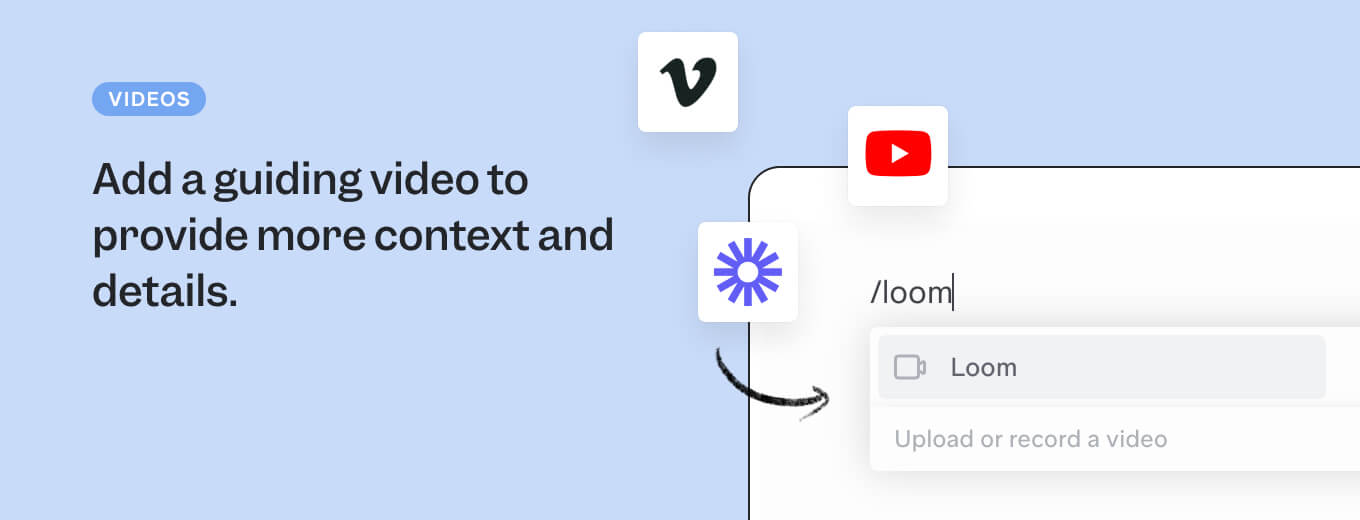 VIDEOS
Add a guiding video to
provide more context and
details.
/loom
Loom
Upload or record a video